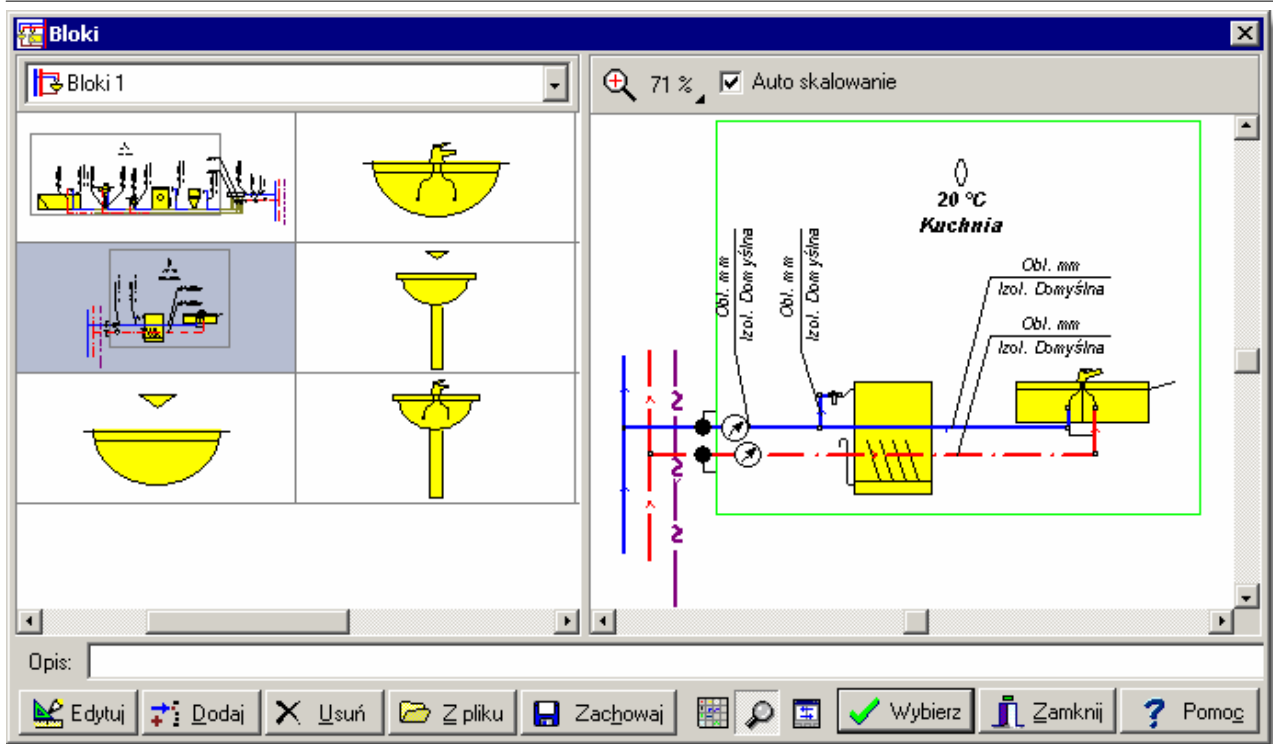 Bloki
Bloki 1
71 %
Auto skalowanie
20 °C
Kuchnia
Obl. mm
Izol. Domyślna
Obl. mm
Izol. Domyślna
Obl. mm
Izol. Domyślna
Obl. mm
Izol. Domyślna
Z
Z
Z
Opis:
Edytuj
Dodaj
Usuń
Z pliku
Zachowaj
Wybierz
Zamknij
Pomoc